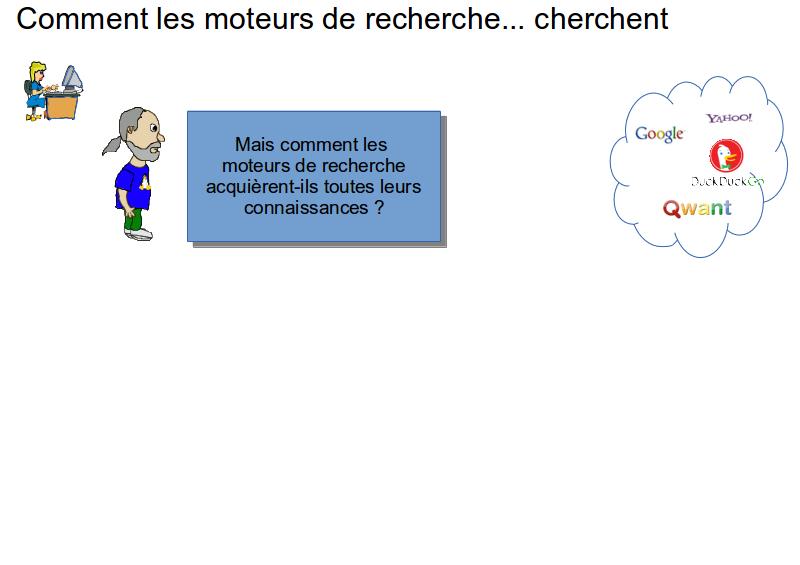 Comment les moteurs de recherche... cherchent
Mais comment les
moteurs de recherche
acquièrent-ils toutes leurs
connaissances ?
YAHOO!
Google
DuckDuckGo
Qwant